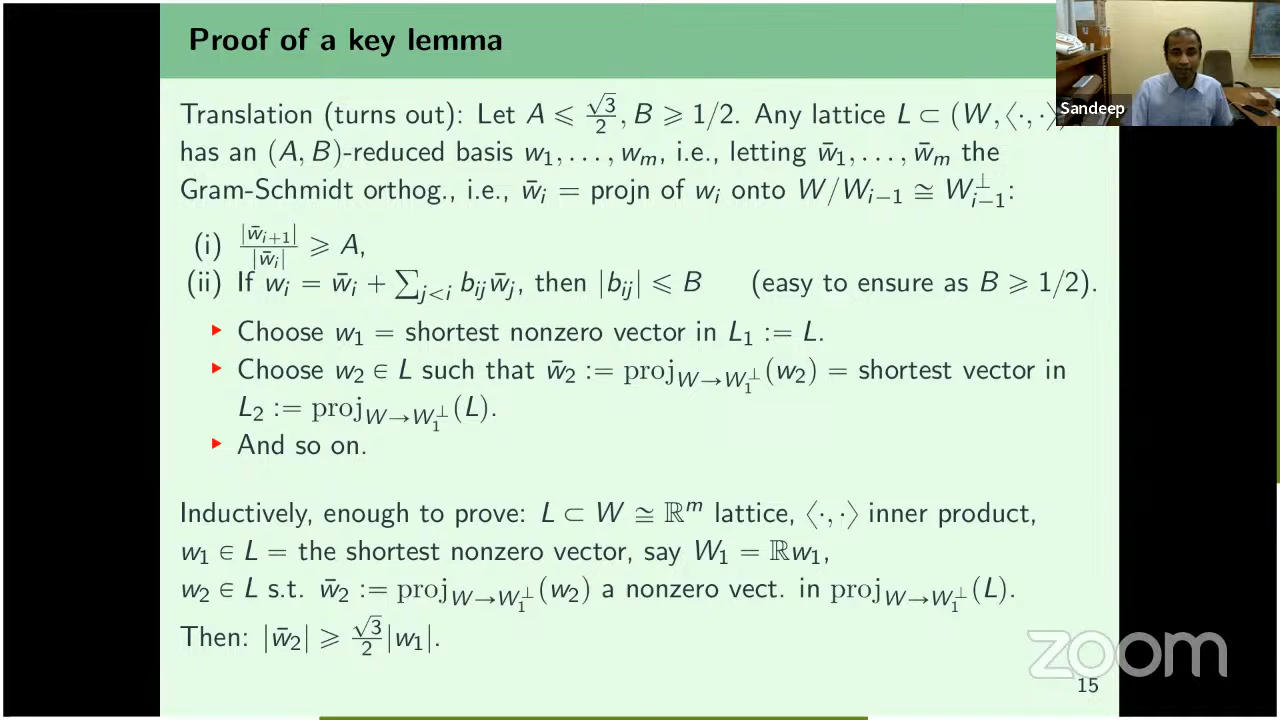 Proof of a key lemma
Sandeep
Translation (turns out): Let A ⩽ √3/2, B ⩾ 1/2. Any lattice L ⊂ (W, ⟨·, ·⟩)
has an (A, B)-reduced basis w₁, . . . , wₘ, i.e., letting w̄₁, . . . , w̄ₘ the
Gram-Schmidt orthog., i.e., w̄ᵢ = projn of wᵢ onto W/Wᵢ₋₁ ≅ W⊥ᵢ₋₁:
(i) |w̄ᵢ₊₁|/|w̄ᵢ| ⩾ A,
(ii) If wᵢ = w̄ᵢ + ∑_{j<i} b_{ij} w̄ⱼ, then |b_{ij}| ⩽ B (easy to ensure as B ⩾ 1/2).
▶ Choose w₁ = shortest nonzero vector in L₁ := L.
▶ Choose w₂ ∈ L such that w̄₂ := proj_{W→W₁⊥}(w₂) = shortest vector in
L₂ := proj_{W→W₁⊥}(L).
▶ And so on.
Inductively, enough to prove: L ⊂ W ≅ ℝᵐ lattice, ⟨·, ·⟩ inner product,
w₁ ∈ L = the shortest nonzero vector, say W₁ = ℝw₁,
w₂ ∈ L s.t. w̄₂ := proj_{W→W₁⊥}(w₂) a nonzero vect. in proj_{W→W₁⊥}(L).
Then: |w̄₂| ⩾ √3/2 |w₁|.
zoom
15